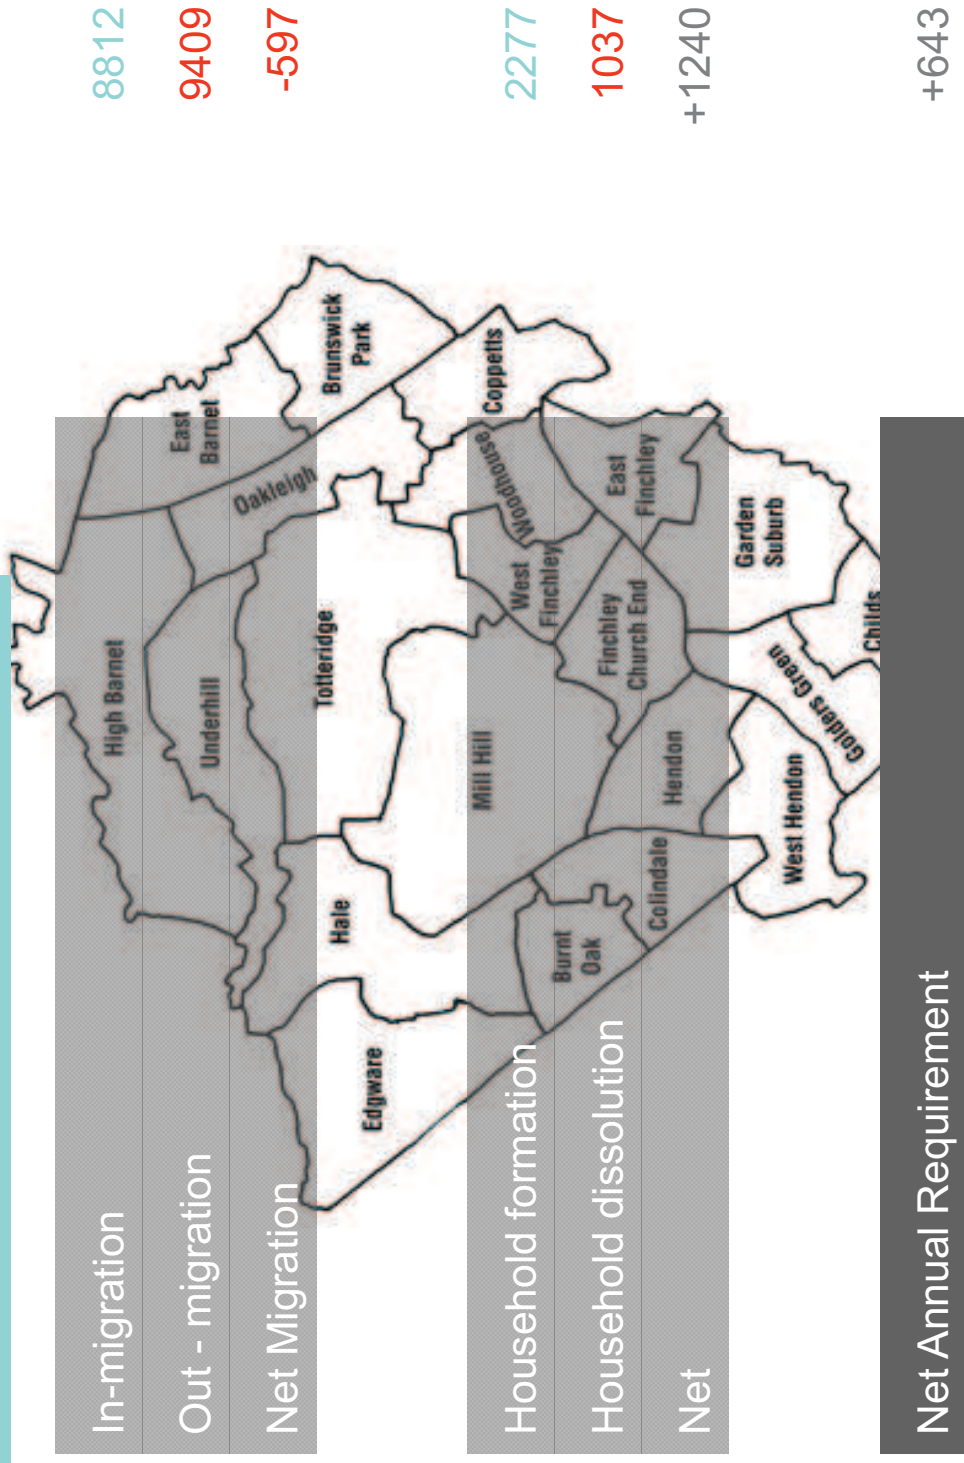 In-migration 8812
Out - migration 9409
Net Migration -597
Household formation 2277
Household dissolution 1037
Net +1240
Net Annual Requirement +643
High Barnet
East
Barnet
Underhill
Oakleigh
Brunswick
Park
Totteridge
Hale
Edgware
Mill Hill
Coppetts
Woodhouse
West
Finchley
East
Finchley
Finchley
Church End
Burnt
Oak
Colindale
Hendon
Garden
Suburb
West Hendon
Golders Green
Childs